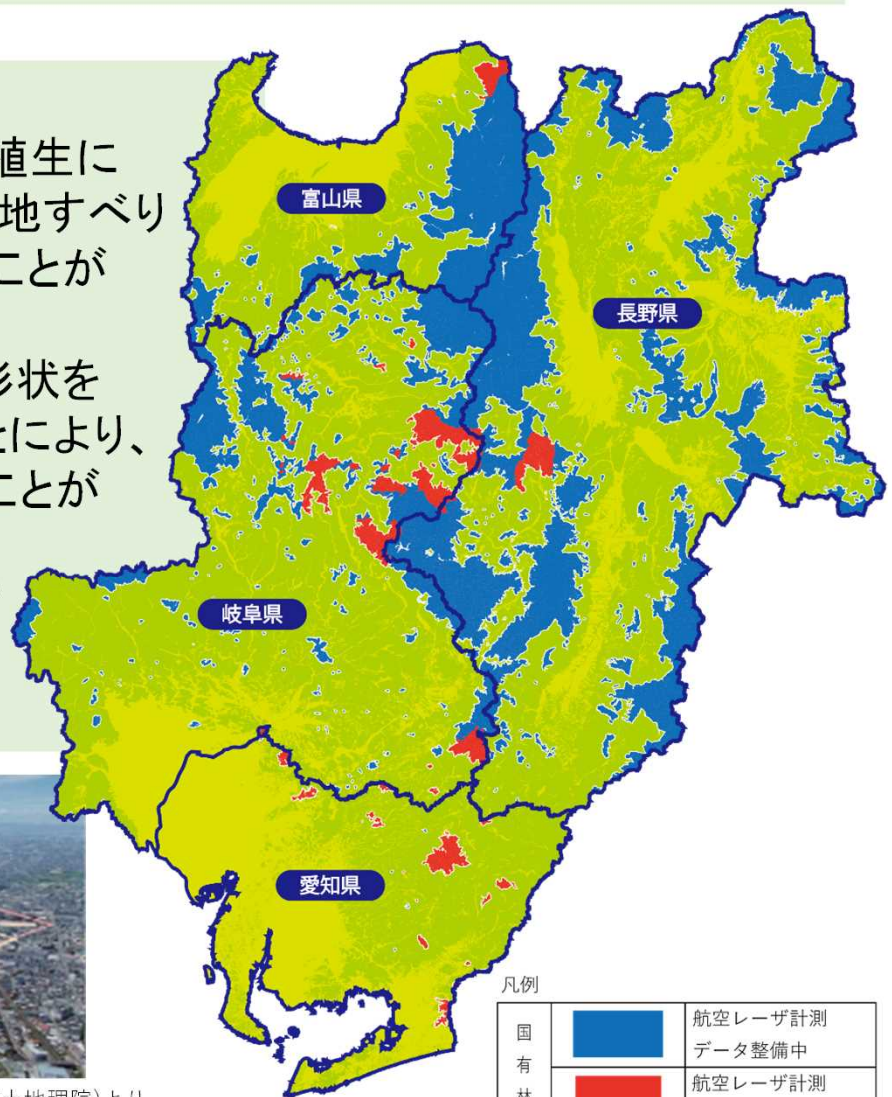 植生に
地すべり
ことが
形状を
により、
ことが
富山県
長野県
岐阜県
愛知県
土地理院)より
凡例
国有林
航空レーザ計測
データ整備中
航空レーザ計測